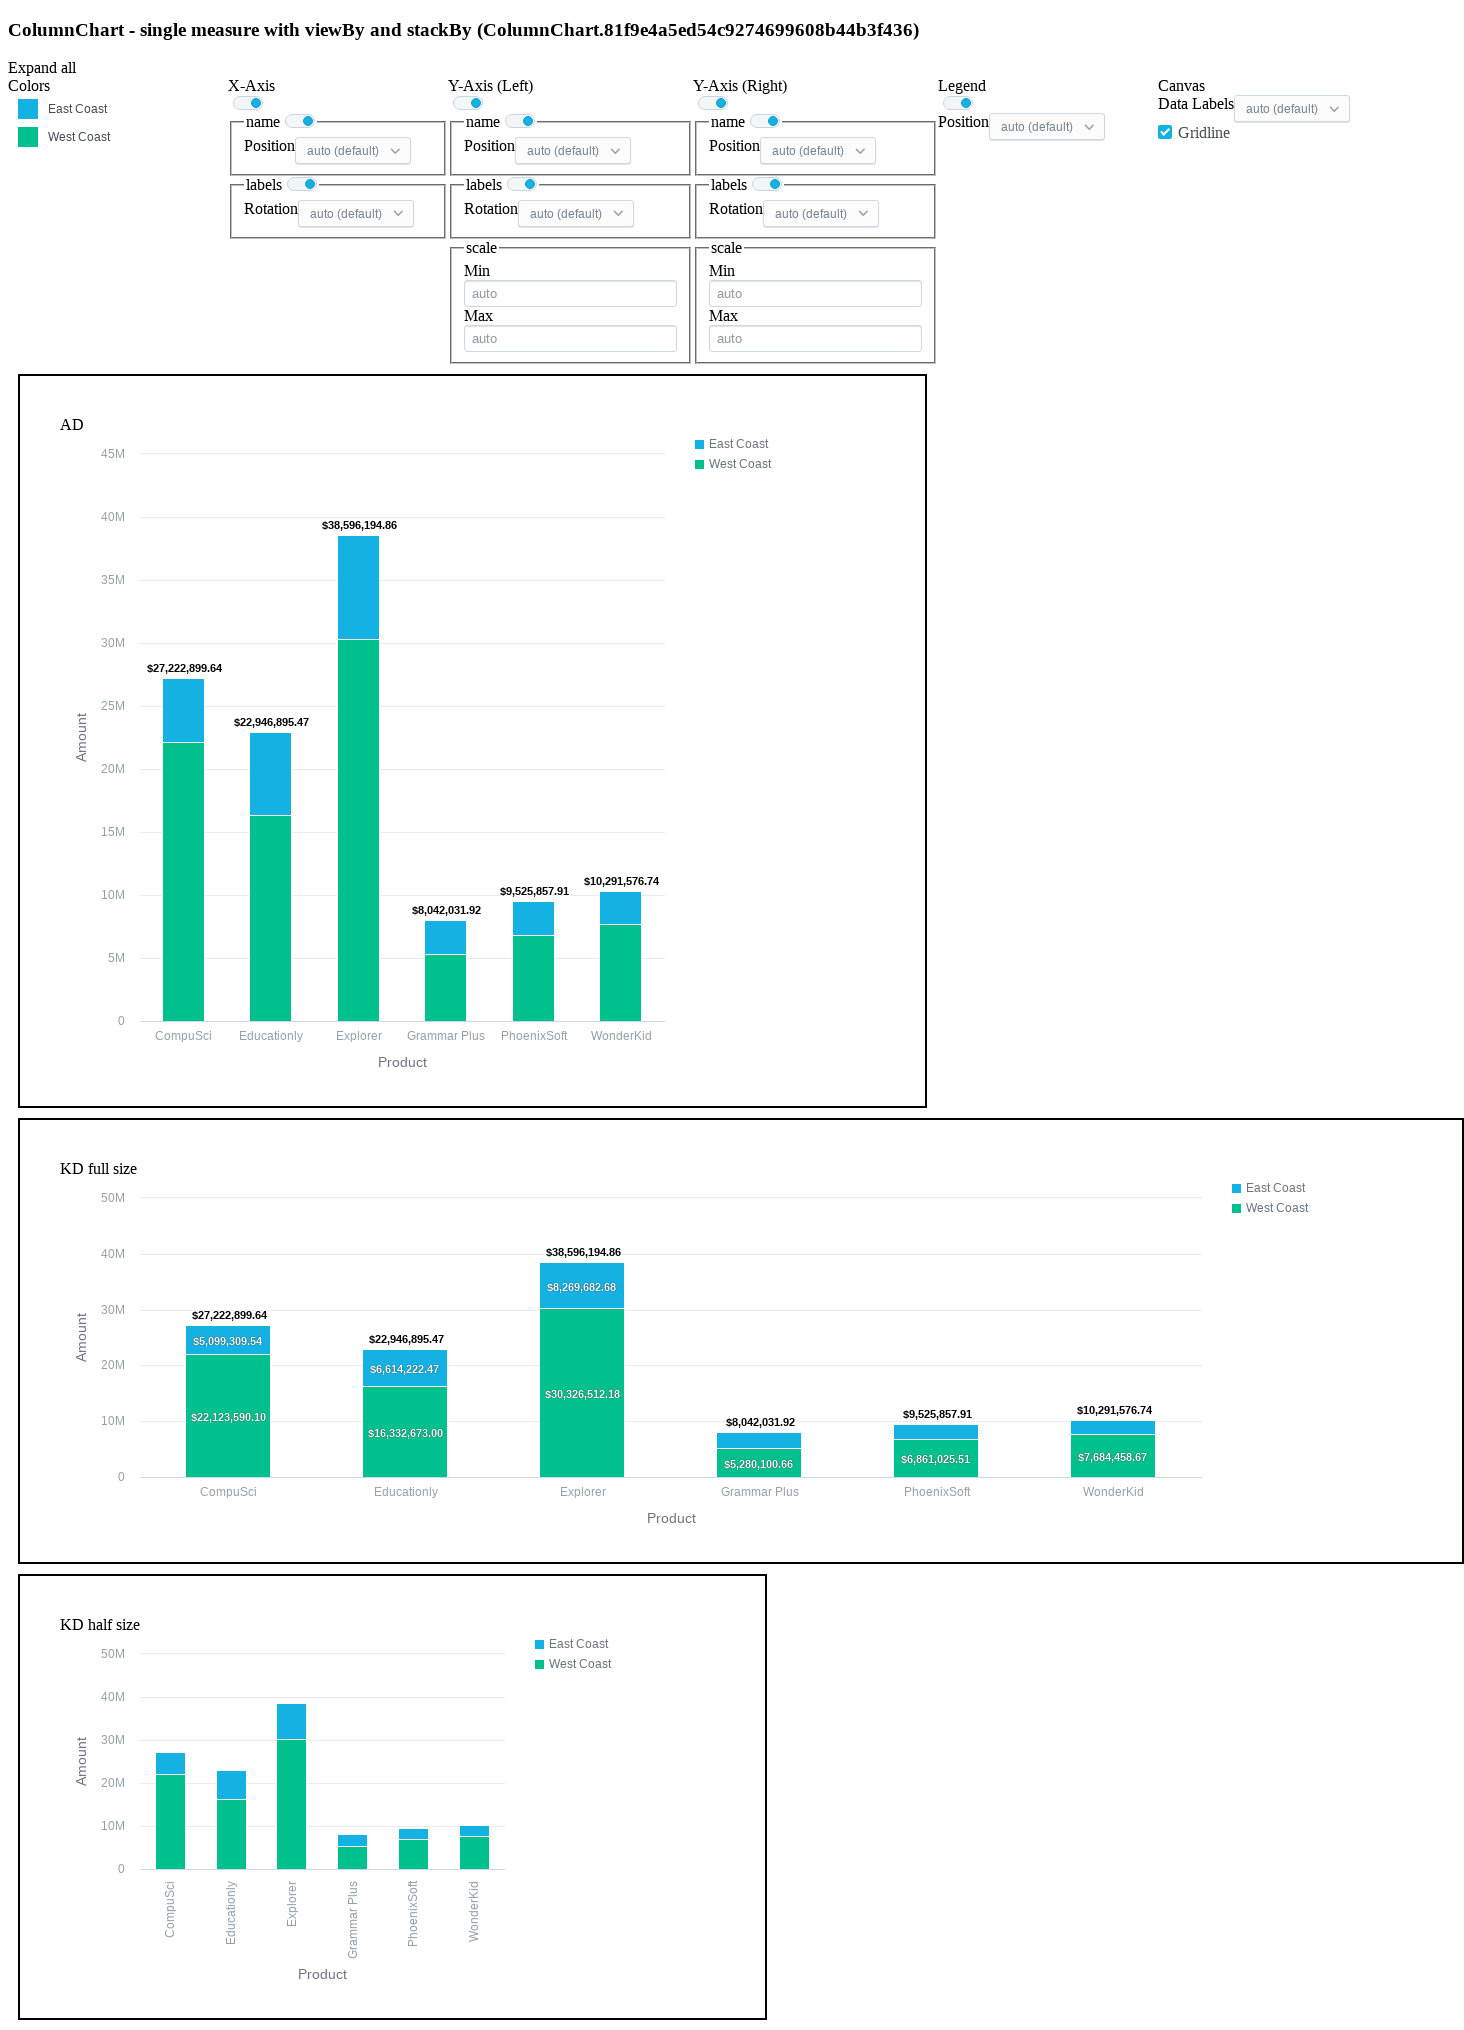 ColumnChart - single measure with viewBy and stackBy (ColumnChart.81f9e4a5ed54c9274699608b44b3f436)
Expand all
Colors
East Coast
West Coast
X-Axis
name
Position auto (default)
labels
Rotation auto (default)
Y-Axis (Left)
name
Position auto (default)
labels
Rotation auto (default)
scale
Min
auto
Max
auto
Y-Axis (Right)
name
Position auto (default)
labels
Rotation auto (default)
scale
Min
auto
Max
auto
Legend
Position auto (default)
Canvas
Data Labels auto (default)
Gridline
AD
East Coast
West Coast
45M
40M
35M
30M
25M
20M
15M
10M
5M
0
Amount
$27,222,899.64
$22,946,895.47
$38,596,194.86
$8,042,031.92
$9,525,857.91
$10,291,576.74
CompuSci
Educationly
Explorer
Grammar Plus
PhoenixSoft
WonderKid
Product
KD full size
East Coast
West Coast
50M
40M
30M
20M
10M
0
Amount
$27,222,899.64
$5,099,309.54
$22,123,590.10
$22,946,895.47
$6,614,222.47
$16,332,673.00
$38,596,194.86
$8,269,682.68
$30,326,512.18
$8,042,031.92
$5,280,100.66
$9,525,857.91
$6,861,025.51
$10,291,576.74
$7,684,458.67
CompuSci
Educationly
Explorer
Grammar Plus
PhoenixSoft
WonderKid
Product
KD half size
East Coast
West Coast
50M
40M
30M
20M
10M
0
Amount
CompuSci
Educationly
Explorer
Grammar Plus
PhoenixSoft
WonderKid
Product